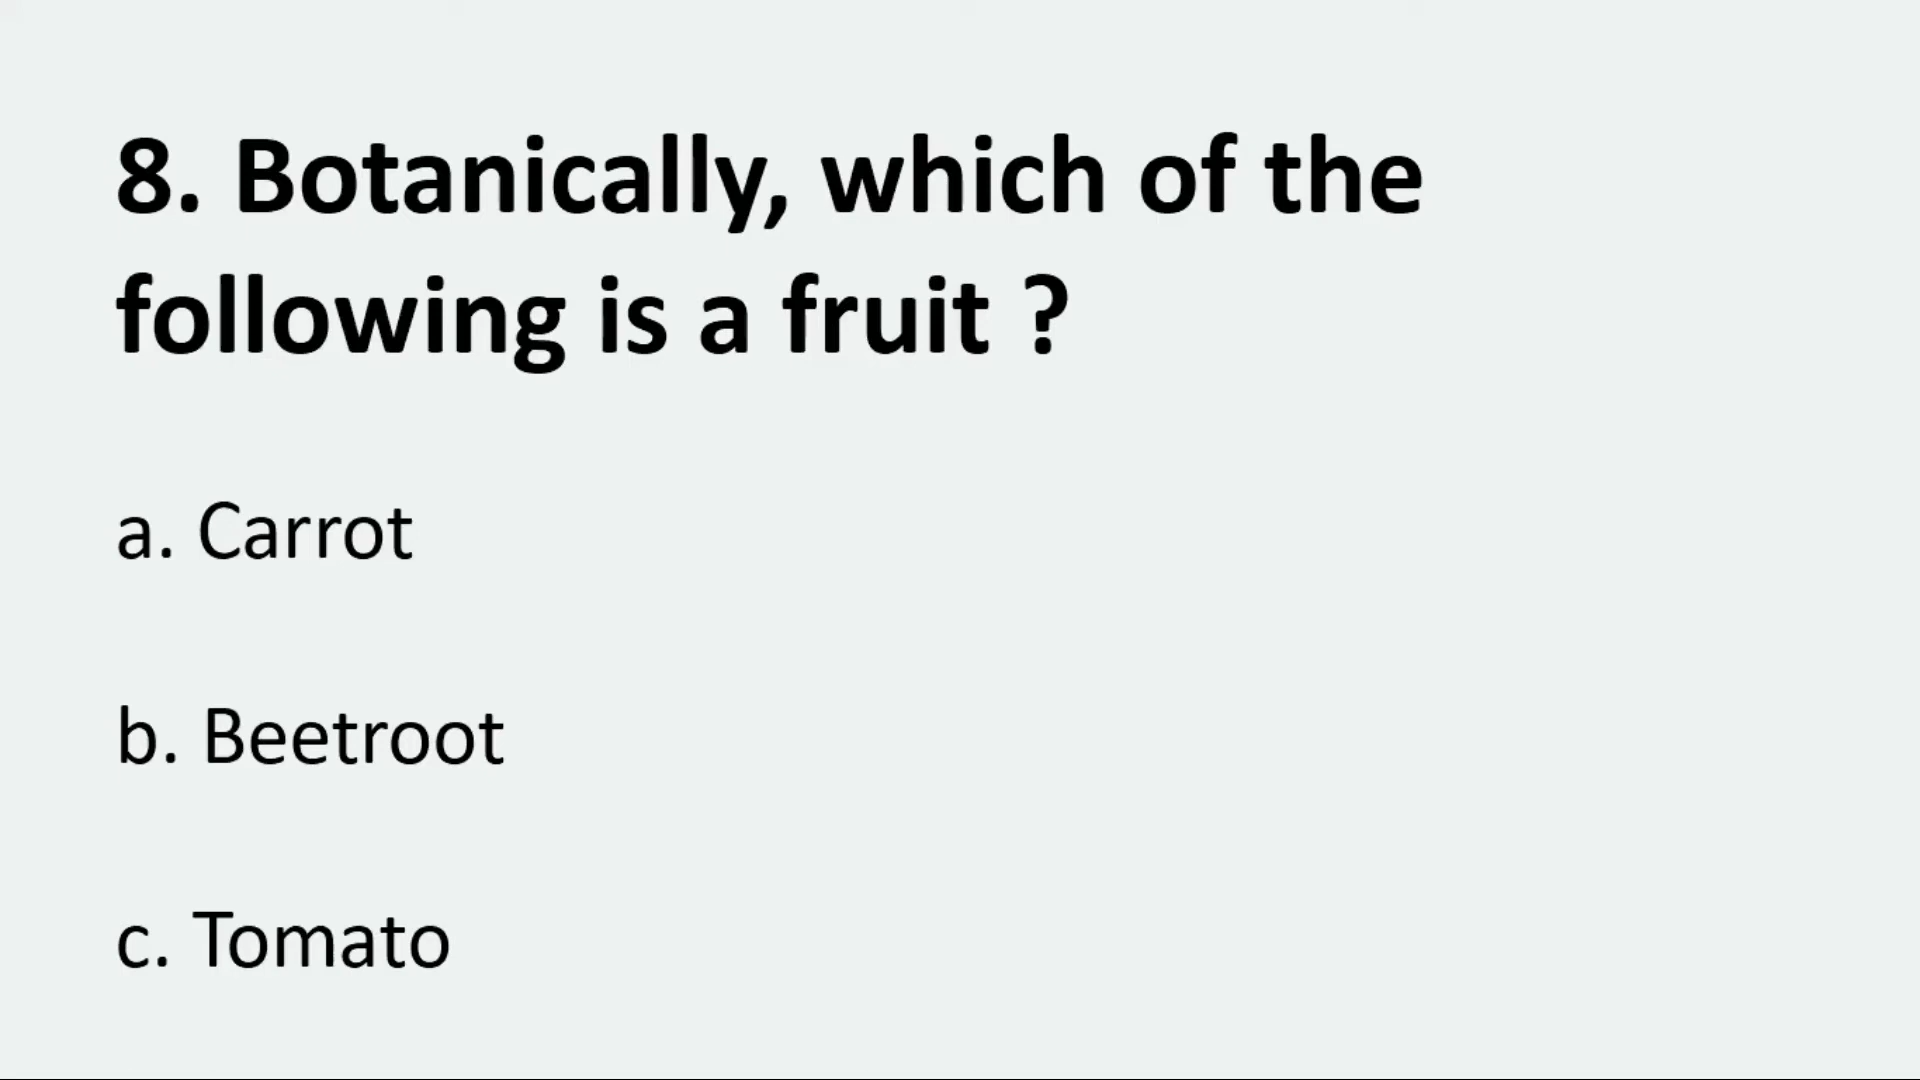 8. Botanically, which of the
following is a fruit ?
a. Carrot
b. Beetroot
c. Tomato